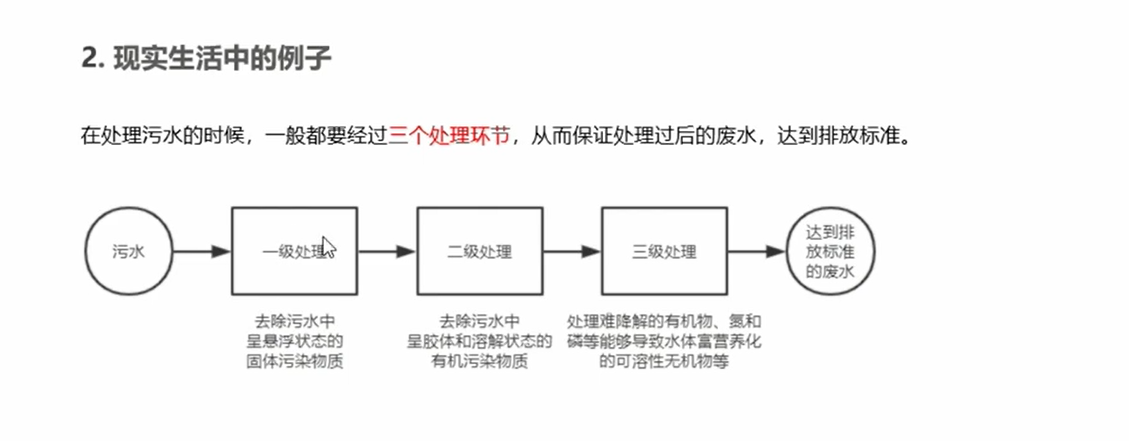 2. 现实生活中的例子
在处理污水的时候，一般都要经过三个处理环节，从而保证处理过后的废水，达到排放标准。
污水
一级处理
二级处理
三级处理
达到排
放标准
的废水
去除污水中
呈悬浮状态的
固体污染物质
去除污水中
呈胶体和溶解状态的
有机污染物质
处理难降解的有机物、氮和
磷等能够导致水体富营养化
的可溶性无机物等